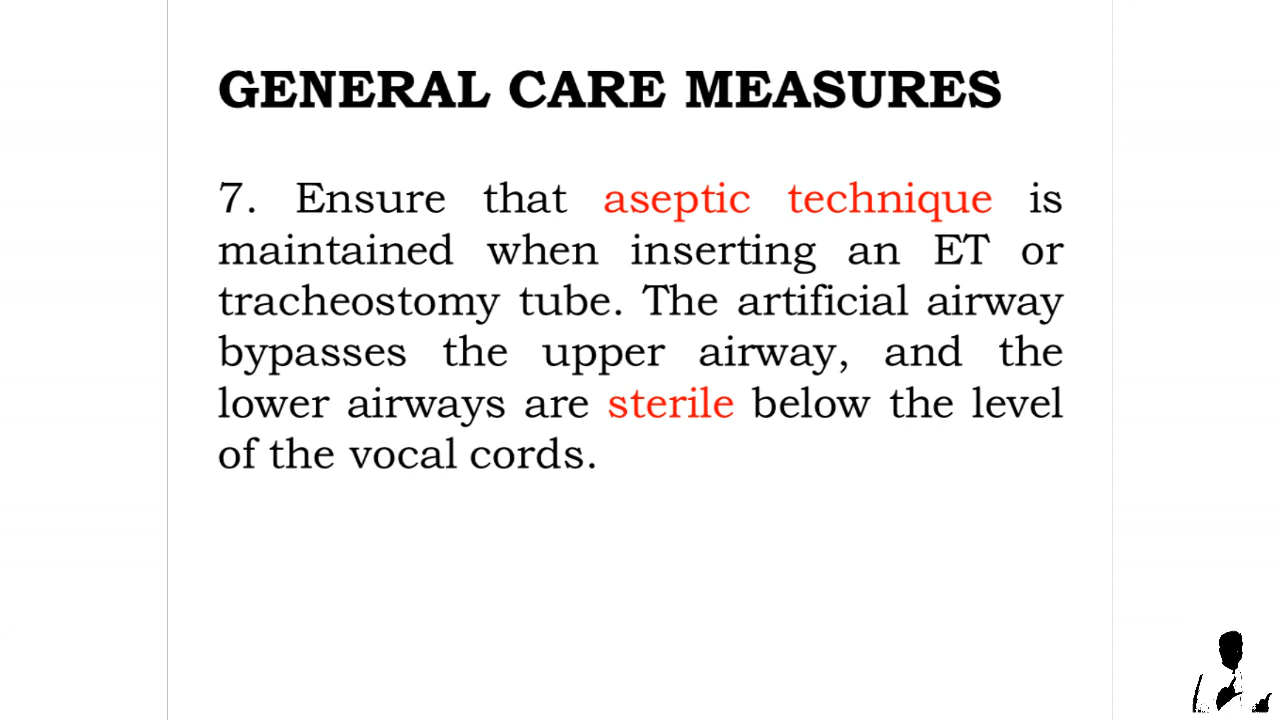 GENERAL CARE MEASURES
7. Ensure that aseptic technique is
maintained when inserting an ET or
tracheostomy tube. The artificial airway
bypasses the upper airway, and the
lower airways are sterile below the level
of the vocal cords.